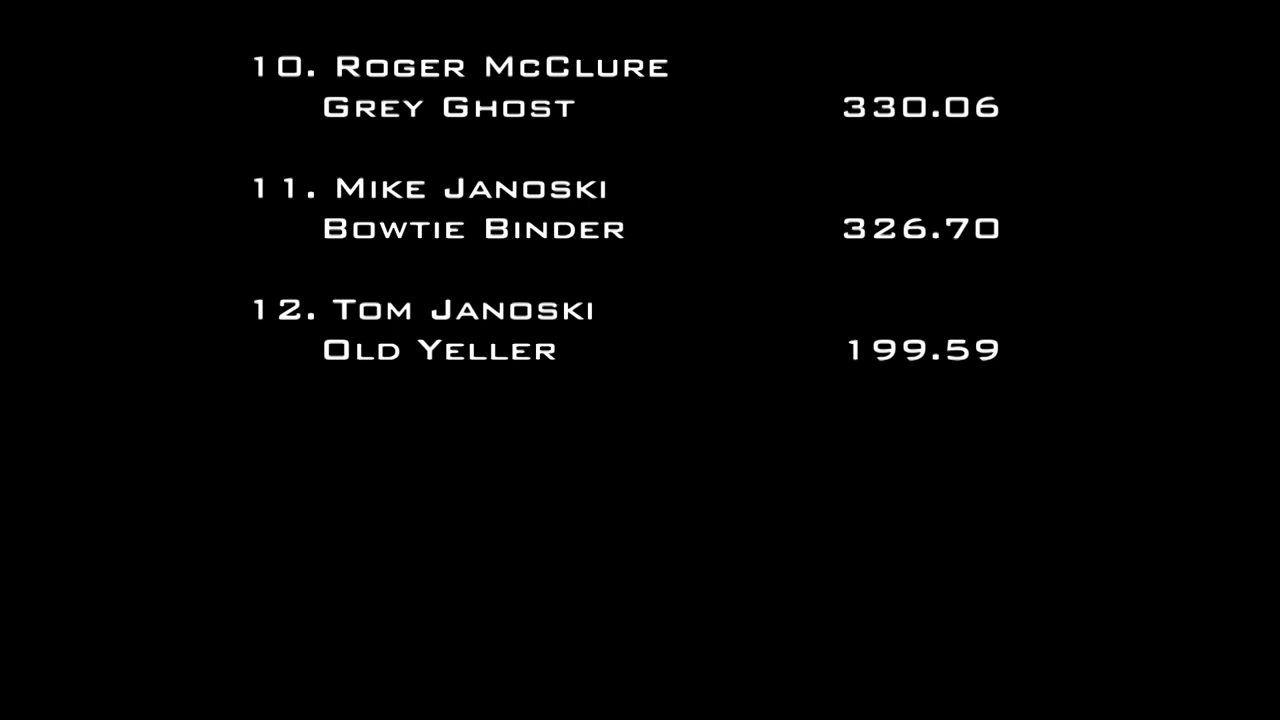 10. Roger McClure
Grey Ghost 330.06
11. Mike Janoski
Bowtie Binder 326.70
12. Tom Janoski
Old Yeller 199.59